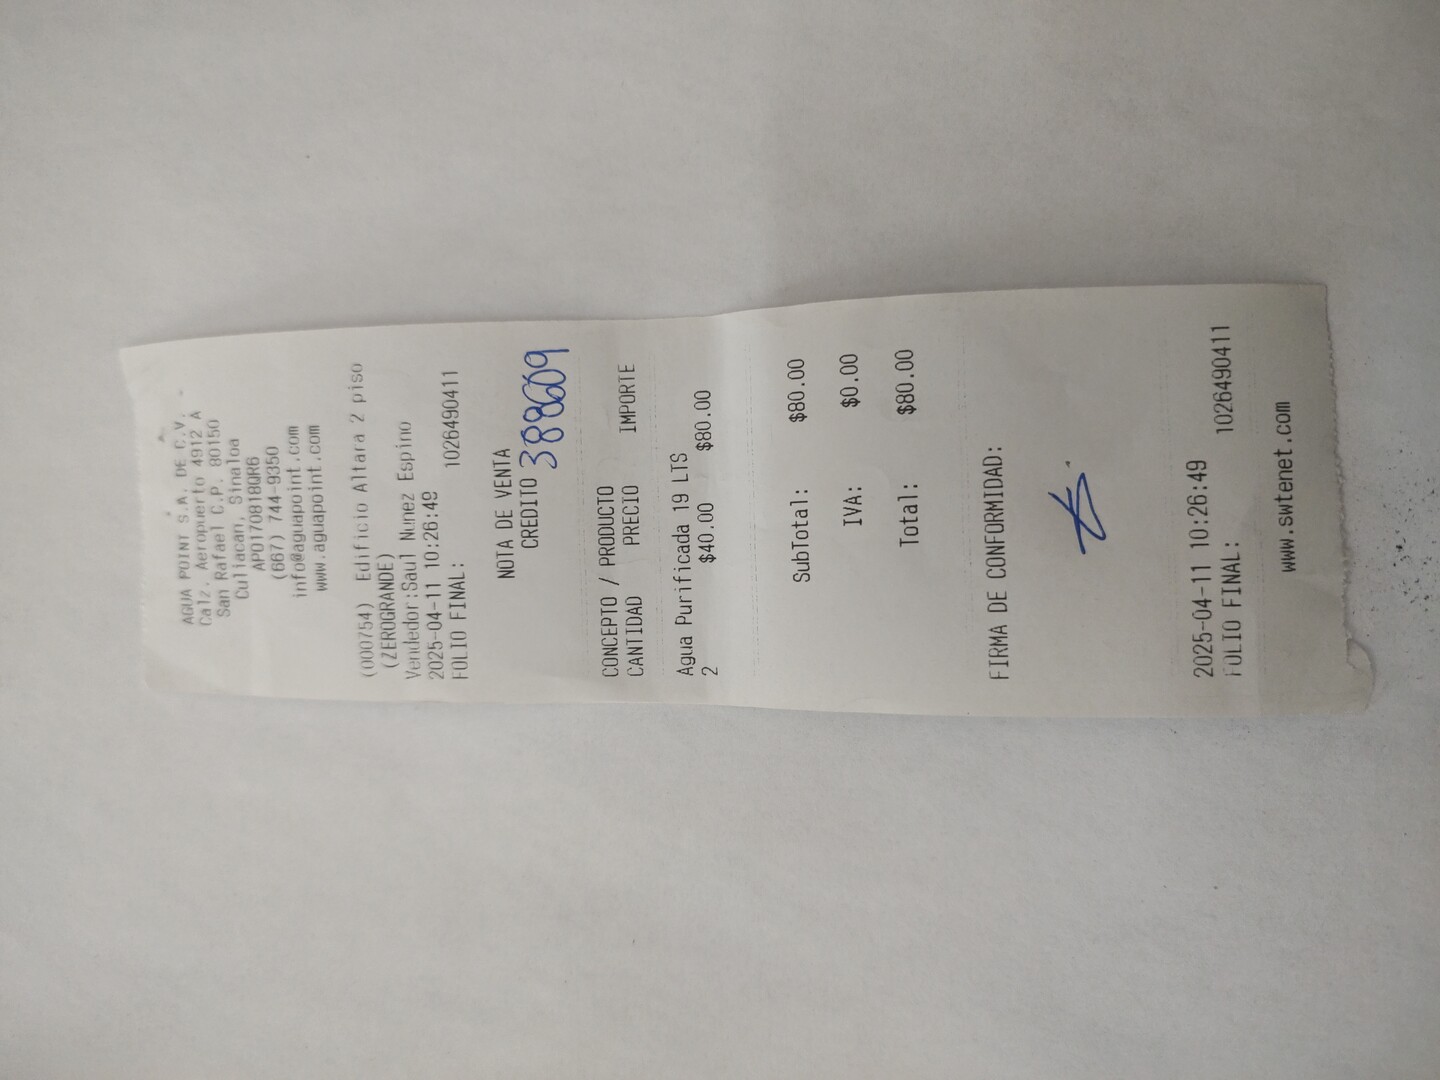 AGUA POINT S.A. DE C.V.
Calz. Aeropuerto 4912 A
San Rafael C.P. 80150
Culiacan, Sinaloa
APO170818QR6
(667) 744-9350
info@aguapoint.com
www.aguapoint.com
(000754) Edificio Altara 2 piso
(ZEROGRANDE)
Vendedor:Saul Nunez Espino
2025-04-11 10:26:49
FOLIO FINAL: 1026490411
NOTA DE VENTA
CREDITO 388609
CONCEPTO / PRODUCTO
CANTIDAD PRECIO IMPORTE
Agua Purificada 19 LTS
2 $40.00 $80.00
SubTotal: $80.00
IVA: $0.00
Total: $80.00
FIRMA DE CONFORMIDAD:
2025-04-11 10:26:49
FOLIO FINAL: 1026490411
www.swtenet.com